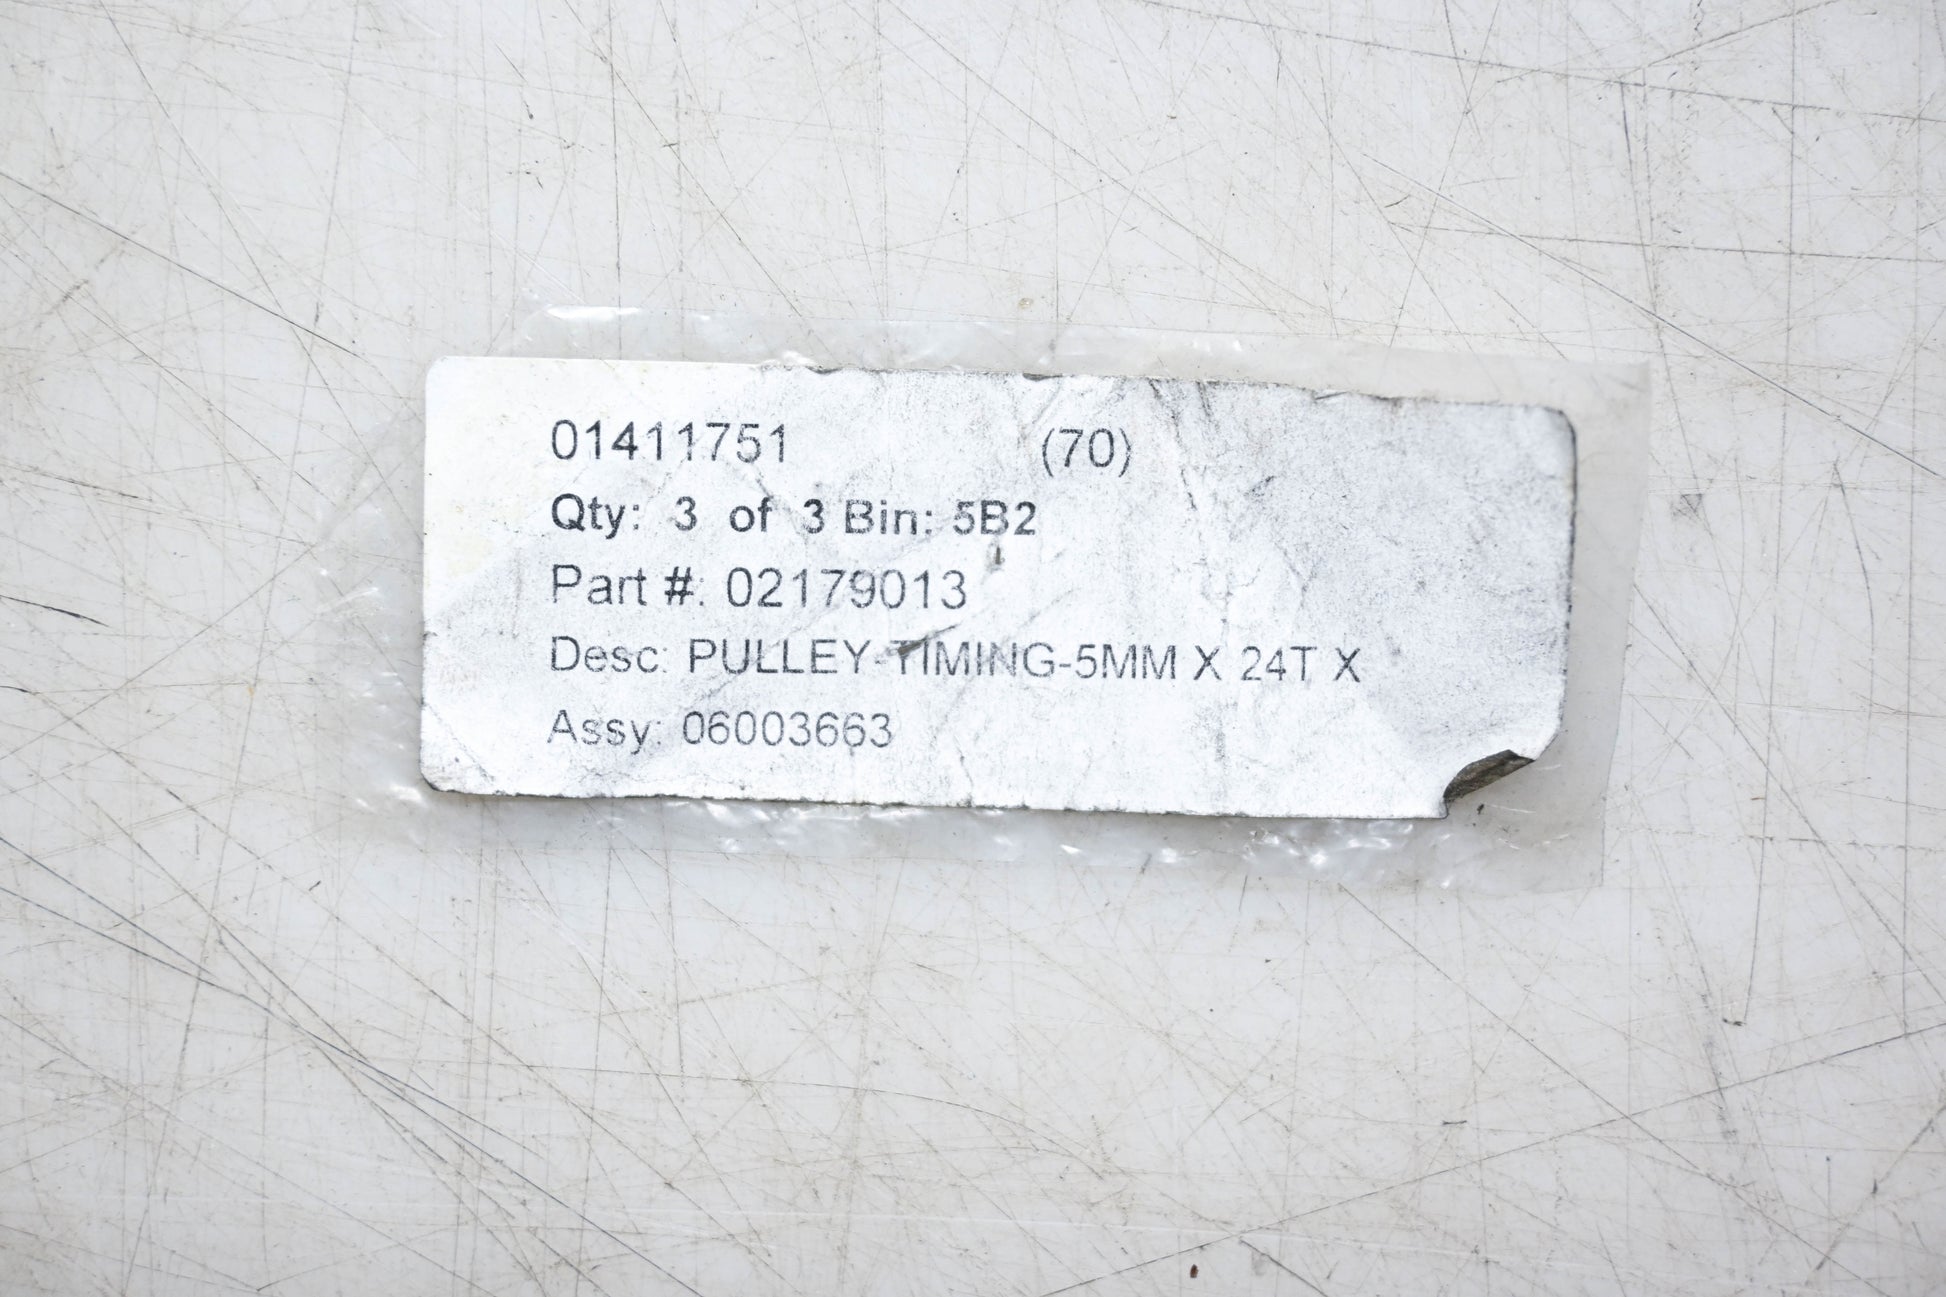 01411751 (70)
Qty: 3 of 3 Bin: 5B2
Part #: 02179013
Desc: PULLEY-TIMING-5MM X 24T X
Assy: 06003663